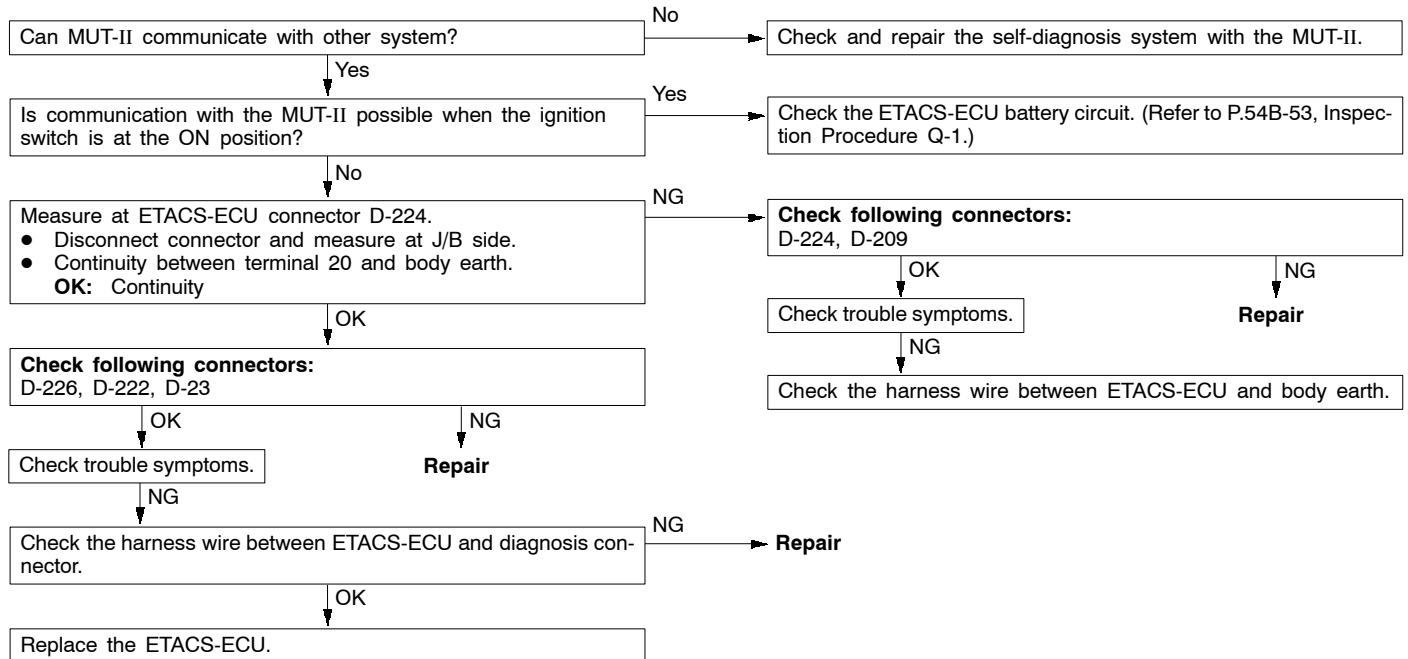 Can MUT-II communicate with other system?
No
Check and repair the self-diagnosis system with the MUT-II.
Yes
Is communication with the MUT-II possible when the ignition
switch is at the ON position?
Yes
Check the ETACS-ECU battery circuit. (Refer to P.54B-53, Inspec-
tion Procedure Q-1.)
No
Measure at ETACS-ECU connector D-224.
● Disconnect connector and measure at J/B side.
● Continuity between terminal 20 and body earth.
OK: Continuity
NG
Check following connectors:
D-224, D-209
OK
NG
Check trouble symptoms.
Repair
NG
Check the harness wire between ETACS-ECU and body earth.
OK
Check following connectors:
D-226, D-222, D-23
OK
NG
Check trouble symptoms.
Repair
NG
Check the harness wire between ETACS-ECU and diagnosis con-
nector.
NG
Repair
OK
Replace the ETACS-ECU.